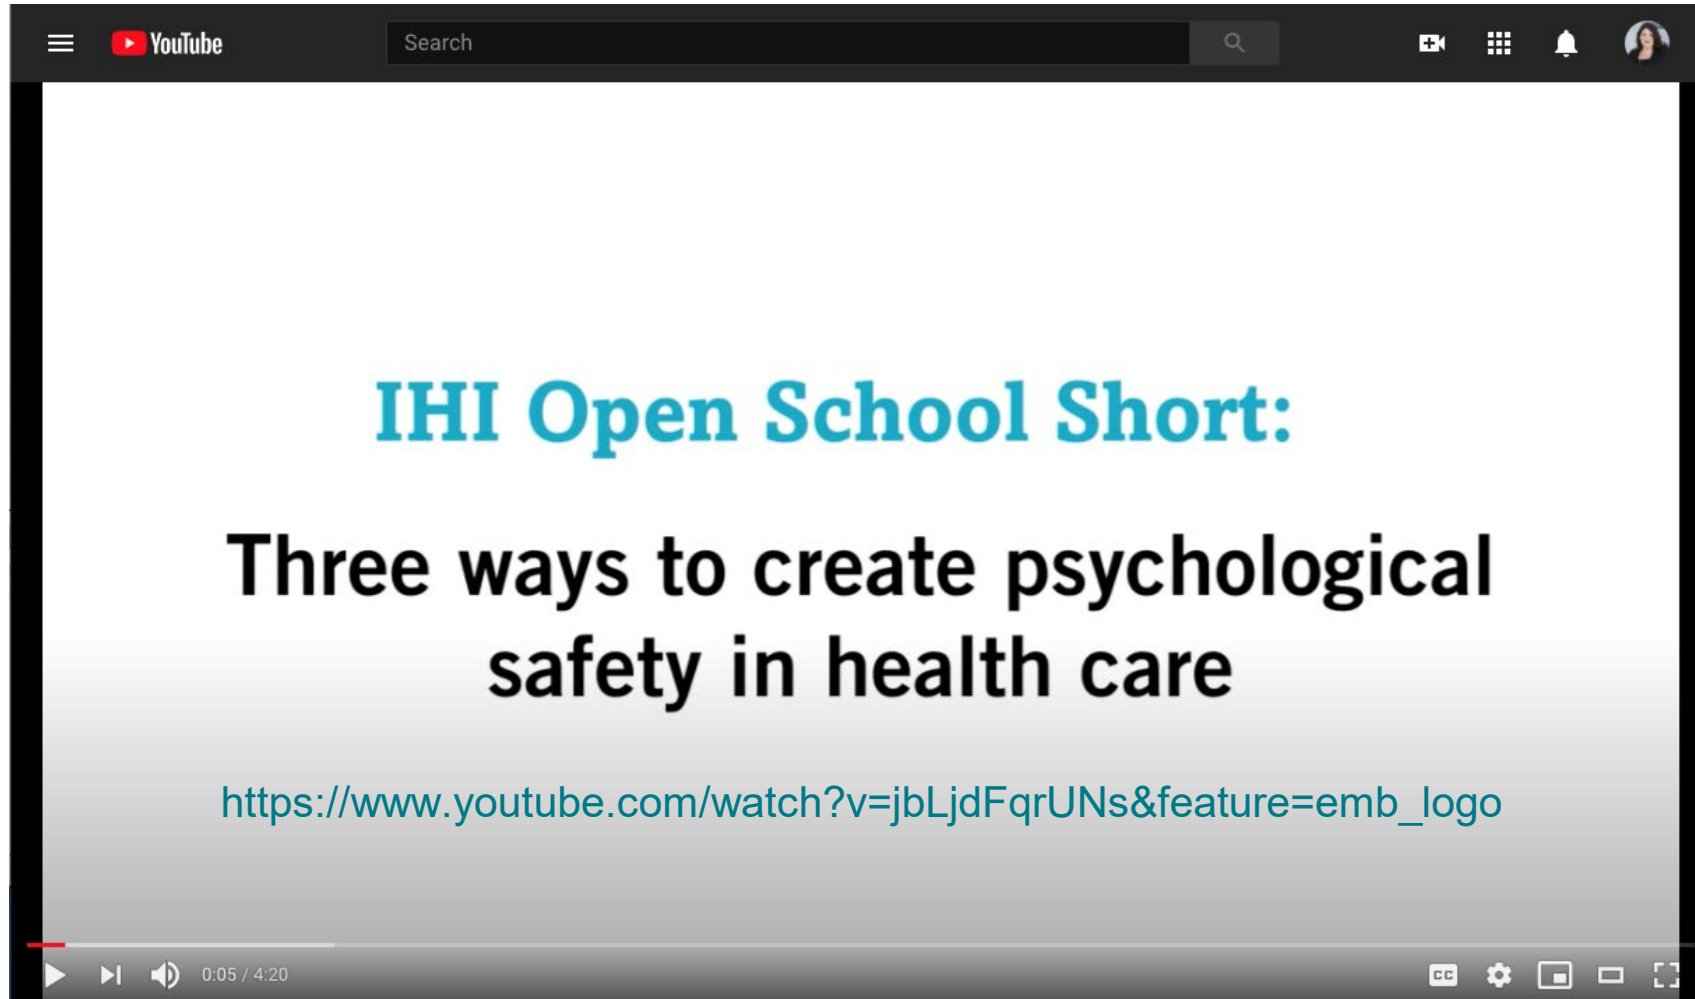 YouTube
Search
IHI Open School Short:
Three ways to create psychological
safety in health care
https://www.youtube.com/watch?v=jbLjdFqrUNs&feature=emb_logo
0:05 / 4:20
CC